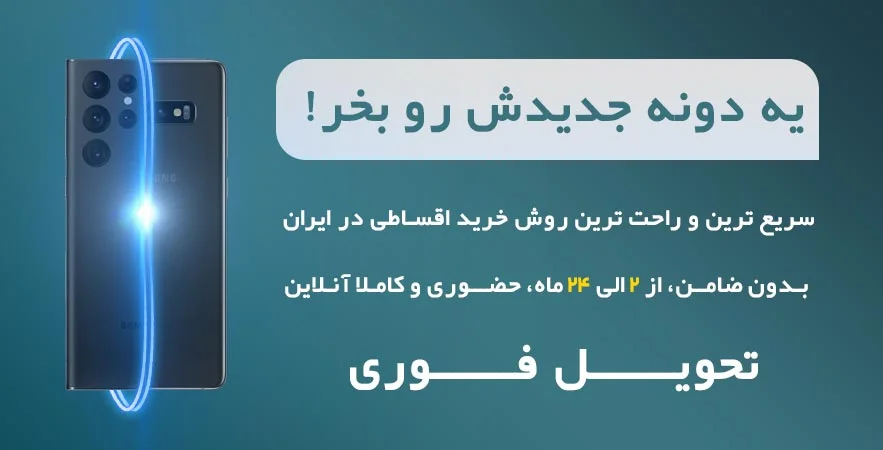 یه دونه جدیدش رو بخر!
سریع ترین و راحت ترین روش خرید اقساطی در ایران
بدون ضامن، از ۲ الی ۲۴ ماه، حضوری و کاملا آنلاین
تحویل فوری
SAMSUNG